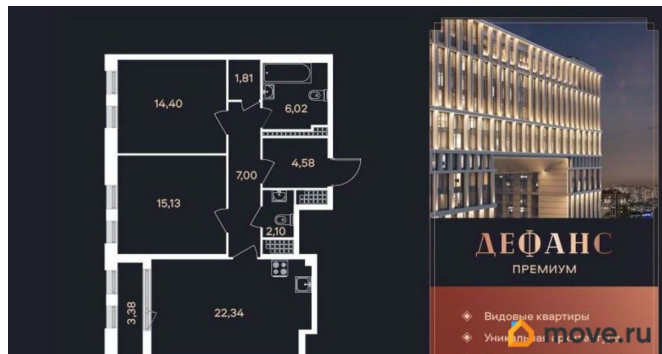 1,81
14,40
6,02
4,58
7,00
15,13
2,10
3,38
22,34
ДЕФАНС
ПРЕМИУМ
Видовые квартиры
move.ru